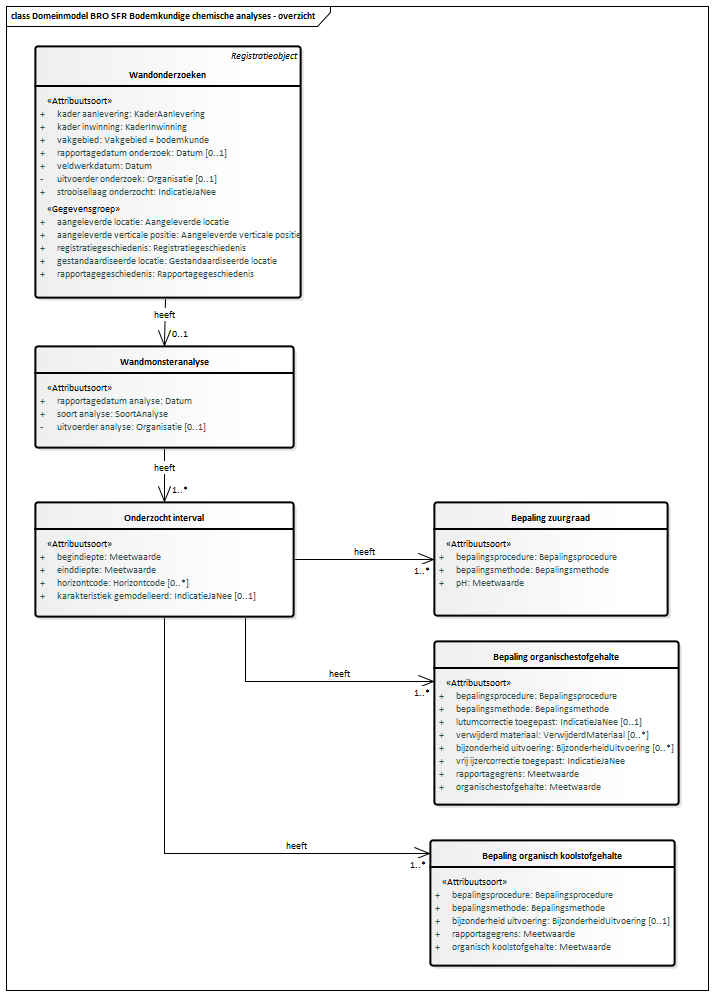 class Domeinmodel BRO SFR Bodemkundige chemische analyses - overzicht
Registratieobject
Wandonderzoeken
«Attribuutsoort»
+ kader aanlevering: KaderAanlevering
+ kader inwinning: KaderInwinning
+ vakgebied: Vakgebied = bodemkunde
+ rapportagedatum onderzoek: Datum [0..1]
+ veldwerkdatum: Datum
- uitvoerder onderzoek: Organisatie [0..1]
+ strooisellaag onderzocht: IndicatieJaNee
«Gegevensgroep»
+ aangeleverde locatie: Aangeleverde locatie
+ aangeleverde verticale positie: Aangeleverde verticale positie
+ registratiegeschiedenis: Registratiegeschiedenis
+ gestandaardiseerde locatie: Gestandaardiseerde locatie
+ rapportagegeschiedenis: Rapportagegeschiedenis
heeft
0..1
Wandmonsteranalyse
«Attribuutsoort»
+ rapportagedatum analyse: Datum
+ soort analyse: SoortAnalyse
- uitvoerder analyse: Organisatie [0..1]
heeft
1..*
Onderzocht interval
«Attribuutsoort»
+ begindiepte: Meetwaarde
+ einddiepte: Meetwaarde
+ horizontcode: Horizontcode [0..*]
+ karakteristiek gemodelleerd: IndicatieJaNee [0..1]
heeft
1..*
Bepaling zuurgraad
«Attribuutsoort»
+ bepalingsprocedure: Bepalingsprocedure
+ bepalingsmethode: Bepalingsmethode
+ pH: Meetwaarde
heeft
1..*
Bepaling organischestofgehalte
«Attribuutsoort»
+ bepalingsprocedure: Bepalingsprocedure
+ bepalingsmethode: Bepalingsmethode
+ lutumcorrectie toegepast: IndicatieJaNee [0..1]
+ verwijderd materiaal: VerwijderdMateriaal [0..*]
+ bijzonderheid uitvoering: BijzonderheidUitvoering [0..*]
+ vrij ijzercorrectie toegepast: IndicatieJaNee
+ rapportagegrens: Meetwaarde
+ organischestofgehalte: Meetwaarde
heeft
1..*
Bepaling organisch koolstofgehalte
«Attribuutsoort»
+ bepalingsprocedure: Bepalingsprocedure
+ bepalingsmethode: Bepalingsmethode
+ bijzonderheid uitvoering: BijzonderheidUitvoering [0..1]
+ rapportagegrens: Meetwaarde
+ organisch koolstofgehalte: Meetwaarde